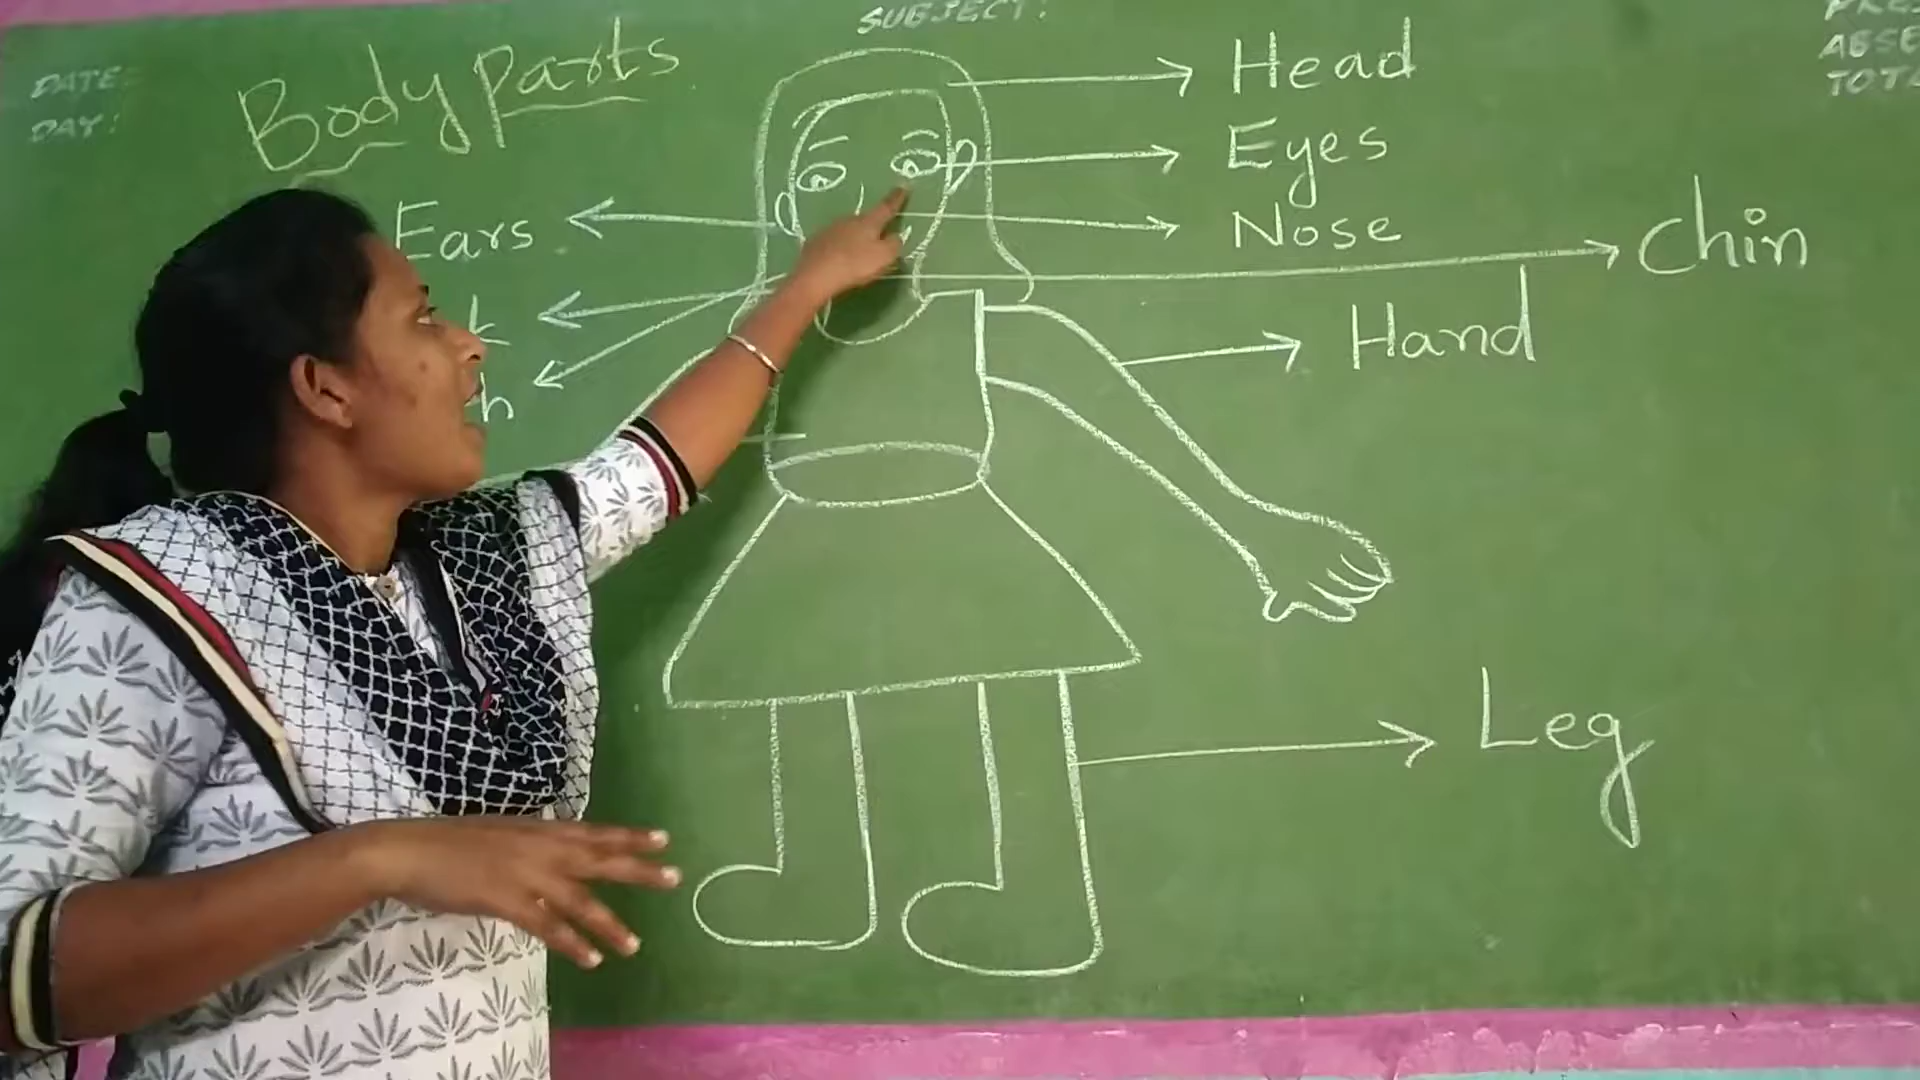 SUBJECT:
DATE:
DAY:
Body parts
Head
Eyes
Ears
Nose
Chin
Hand
Leg